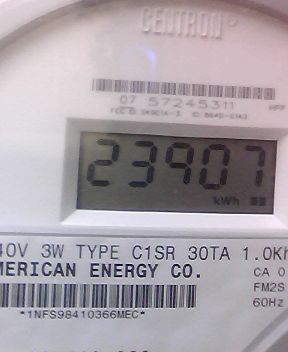 CENTRON®
07 57245311
23907
kWh
40V 3W TYPE C1SR 30TA 1.0Kh
MERICAN ENERGY CO.
CA 0
FM2S
60Hz
*1NFS98410366MEC*